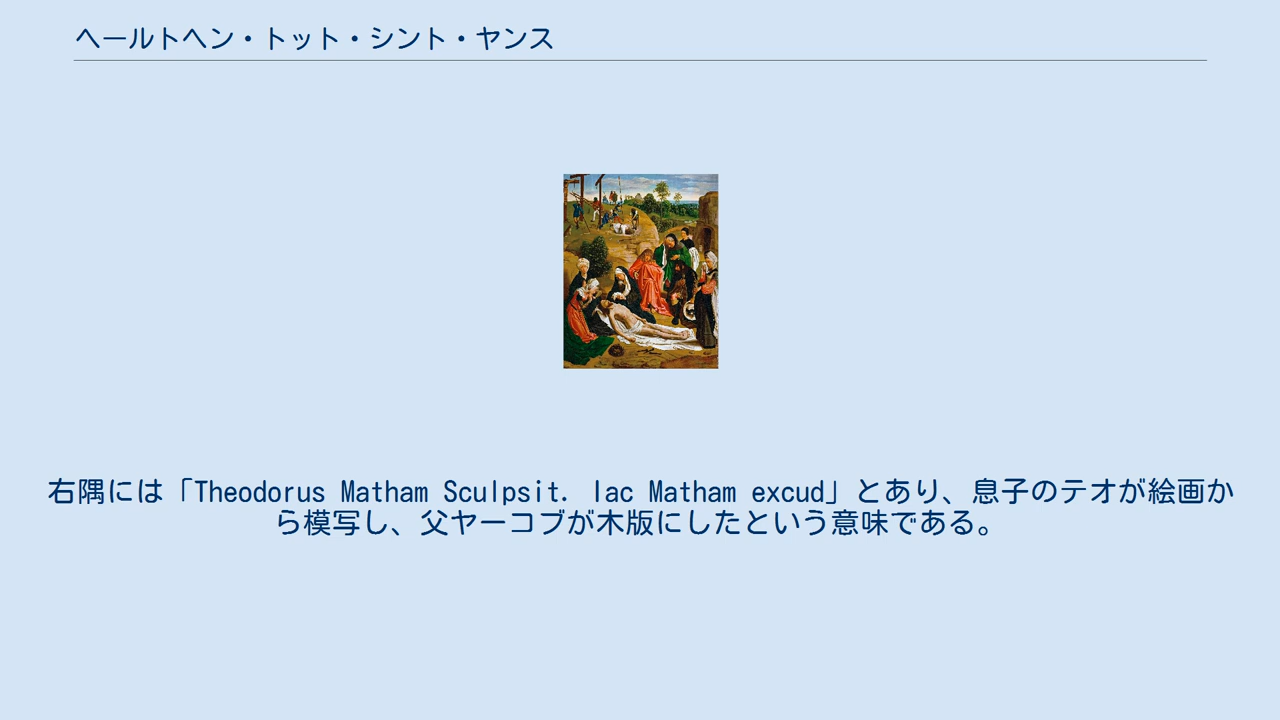 ヘールトヘン・トット・シント・ヤンス
右隅には「Theodorus Matham Sculpsit. Iac Matham excud」とあり、息子のテオが絵画か
ら模写し、父ヤーコブが木版にしたという意味である。